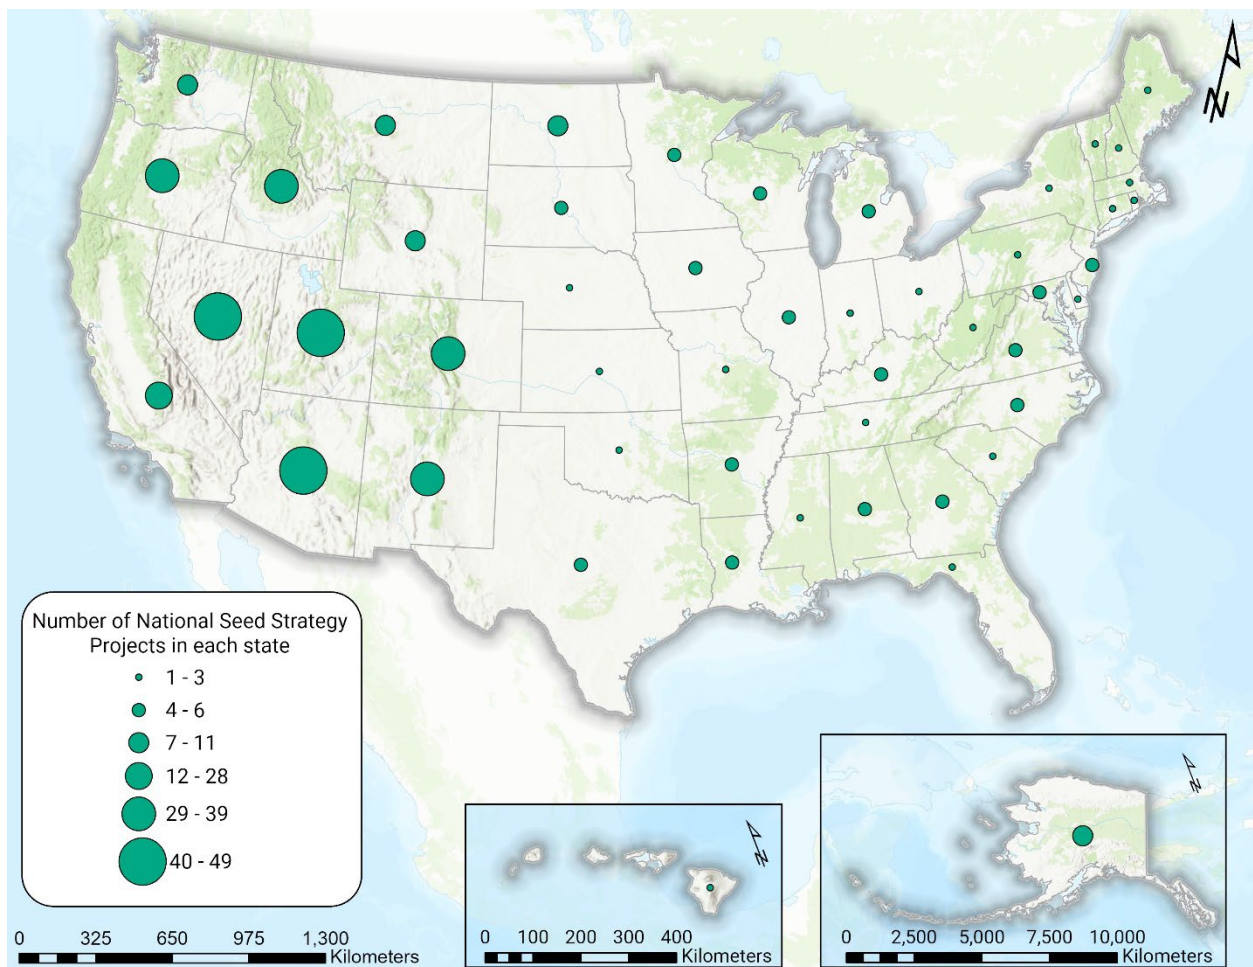 N
Number of National Seed Strategy
Projects in each state
1 - 3
4 - 6
7 - 11
12 - 28
29 - 39
40 - 49
0 325 650 975 1,300
Kilometers
N
0 100 200 300 400
Kilometers
N
0 2,500 5,000 7,500 10,000
Kilometers